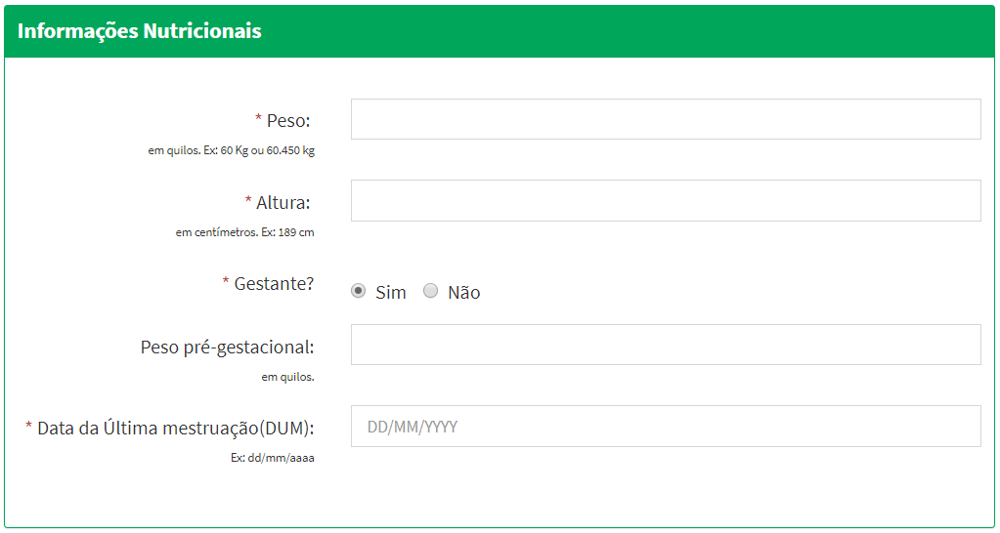 Informações Nutricionais
* Peso:
em quilos. Ex: 60 Kg ou 60.450 kg
* Altura:
em centímetros. Ex: 189 cm
* Gestante?
Sim Não
Peso pré-gestacional:
em quilos.
* Data da Última mestruação(DUM): DD/MM/YYYY
Ex: dd/mm/aaaa